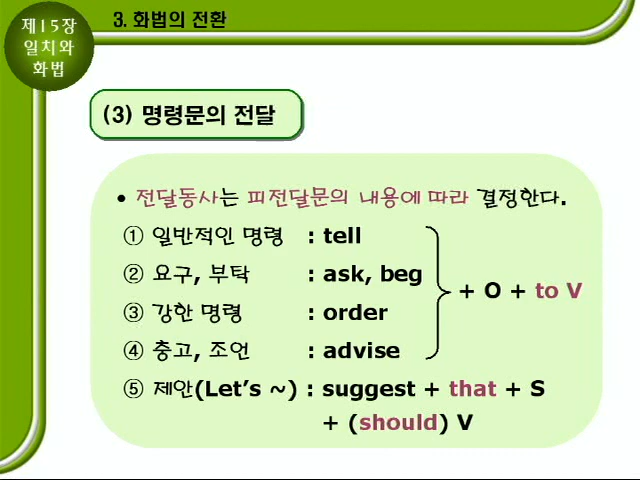 제15장
일치와
화법
3. 화법의 전환
(3) 명령문의 전달
• 전달동사는 피전달문의 내용에 따라 결정한다.
① 일반적인 명령 : tell
② 요구, 부탁 : ask, beg
+ O + to V
③ 강한 명령 : order
④ 충고, 조언 : advise
⑤ 제안(Let’s ~) : suggest + that + S
+ (should) V